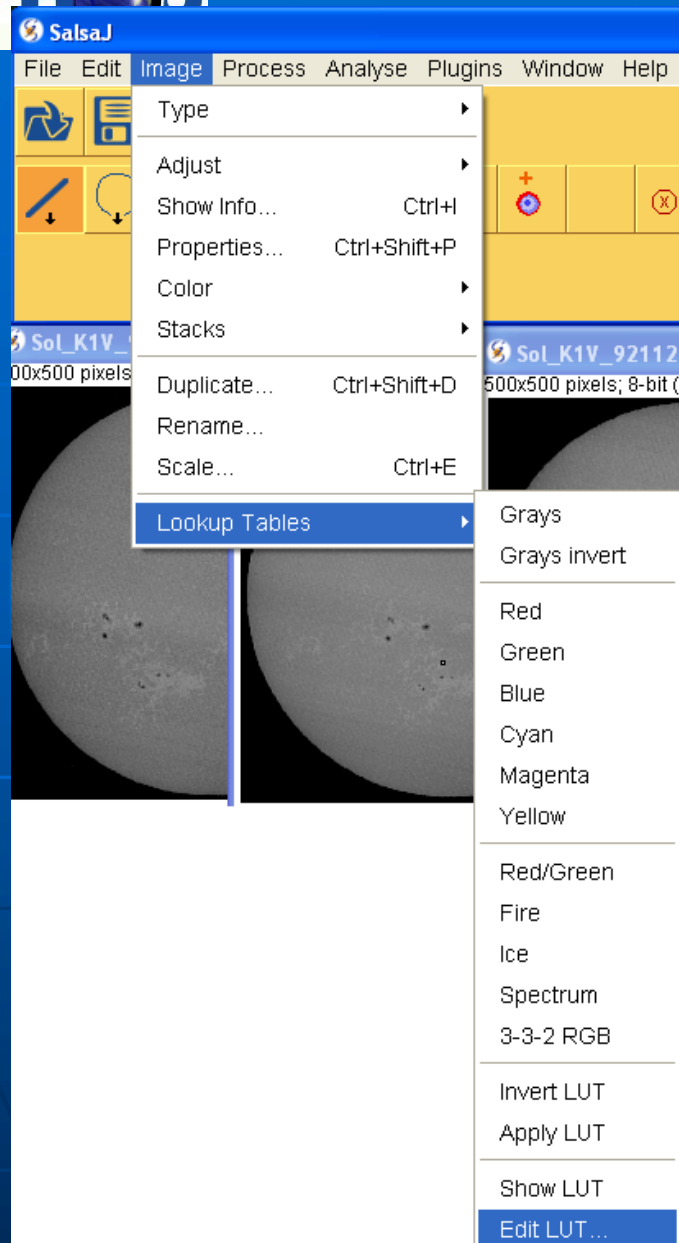 SalsaJ
File Edit Image Process Analyse Plugins Window Help
Type
Adjust
Show Info... Ctrl+I
Properties... Ctrl+Shift+P
Color
Stacks
Duplicate... Ctrl+Shift+D
Rename...
Scale... Ctrl+E
Lookup Tables
Sol_K1V_
00x500 pixels
Sol_K1V_92112
500x500 pixels; 8-bit (
Grays
Grays invert
Red
Green
Blue
Cyan
Magenta
Yellow
Red/Green
Fire
Ice
Spectrum
3-3-2 RGB
Invert LUT
Apply LUT
Show LUT
Edit LUT...